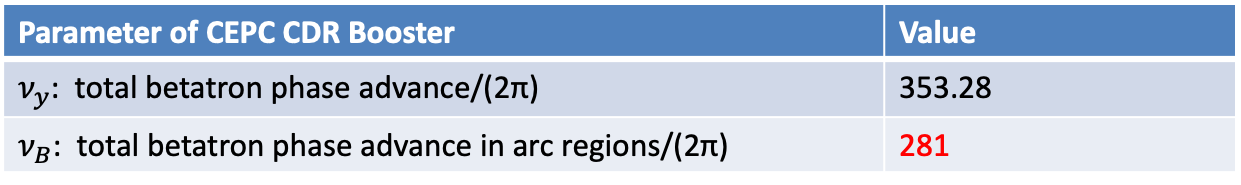 Parameter of CEPC CDR Booster Value
𝜈𝑦: total betatron phase advance/(2π) 353.28
𝜈𝐵: total betatron phase advance in arc regions/(2π) 281